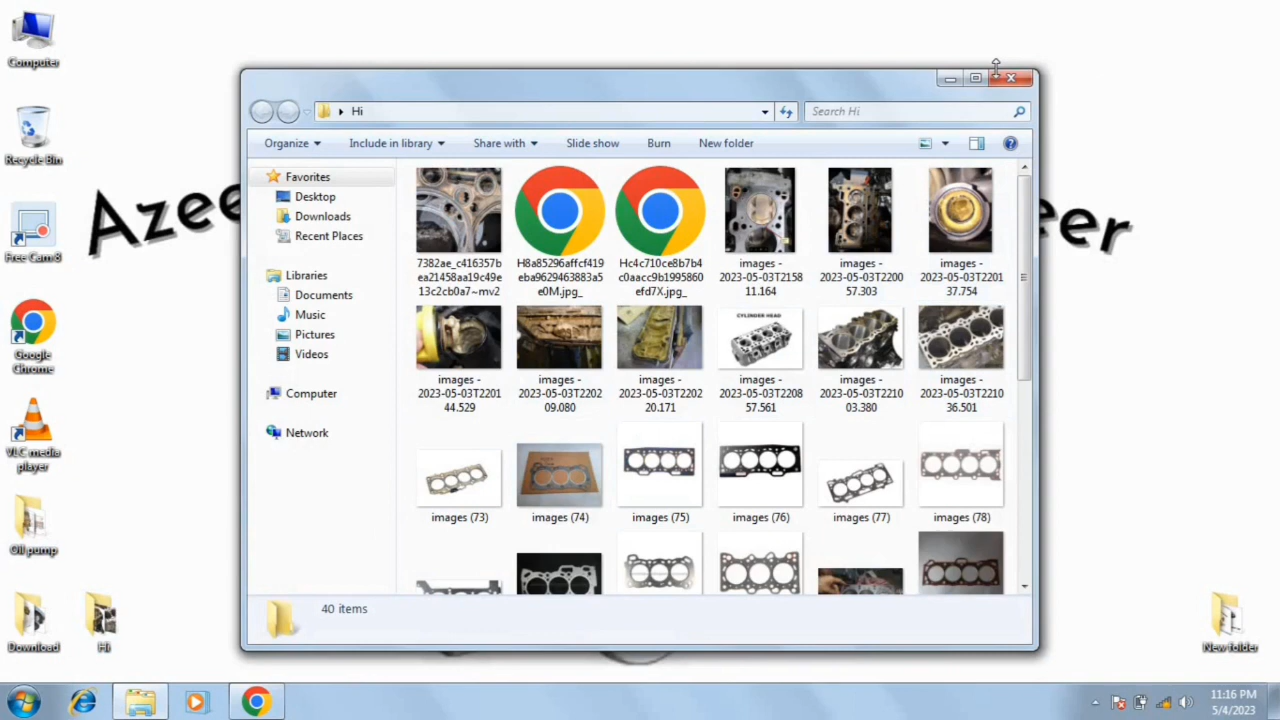 Computer
Recycle Bin
Free Cam 8
Google
Chrome
VLC media
player
Oil pump
Download
Hi
Azee
eer
Hi
Search Hi
Organize
Include in library
Share with
Slide show
Burn
New folder
Favorites
Desktop
Downloads
Recent Places
Libraries
Documents
Music
Pictures
Videos
Computer
Network
7382ae_c416357b
ea21458aa19c49e
13c2cb0a7~mv2
H8a85296affcf419
eba9629463883a5
e0M.jpg_
Hc4c710ce8b7b4
c0aacc9b1995860
efd7X.jpg_
images -
2023-05-03T2158
11.164
images -
2023-05-03T2200
57.303
images -
2023-05-03T2201
37.754
images -
2023-05-03T2201
44.529
images -
2023-05-03T2202
09.080
images -
2023-05-03T2202
20.171
CYLINDER HEAD
images -
2023-05-03T2208
57.561
images -
2023-05-03T2210
03.380
images -
2023-05-03T2210
36.501
images (73)
images (74)
images (75)
images (76)
images (77)
images (78)
40 items
New folder
11:16 PM
5/4/2023